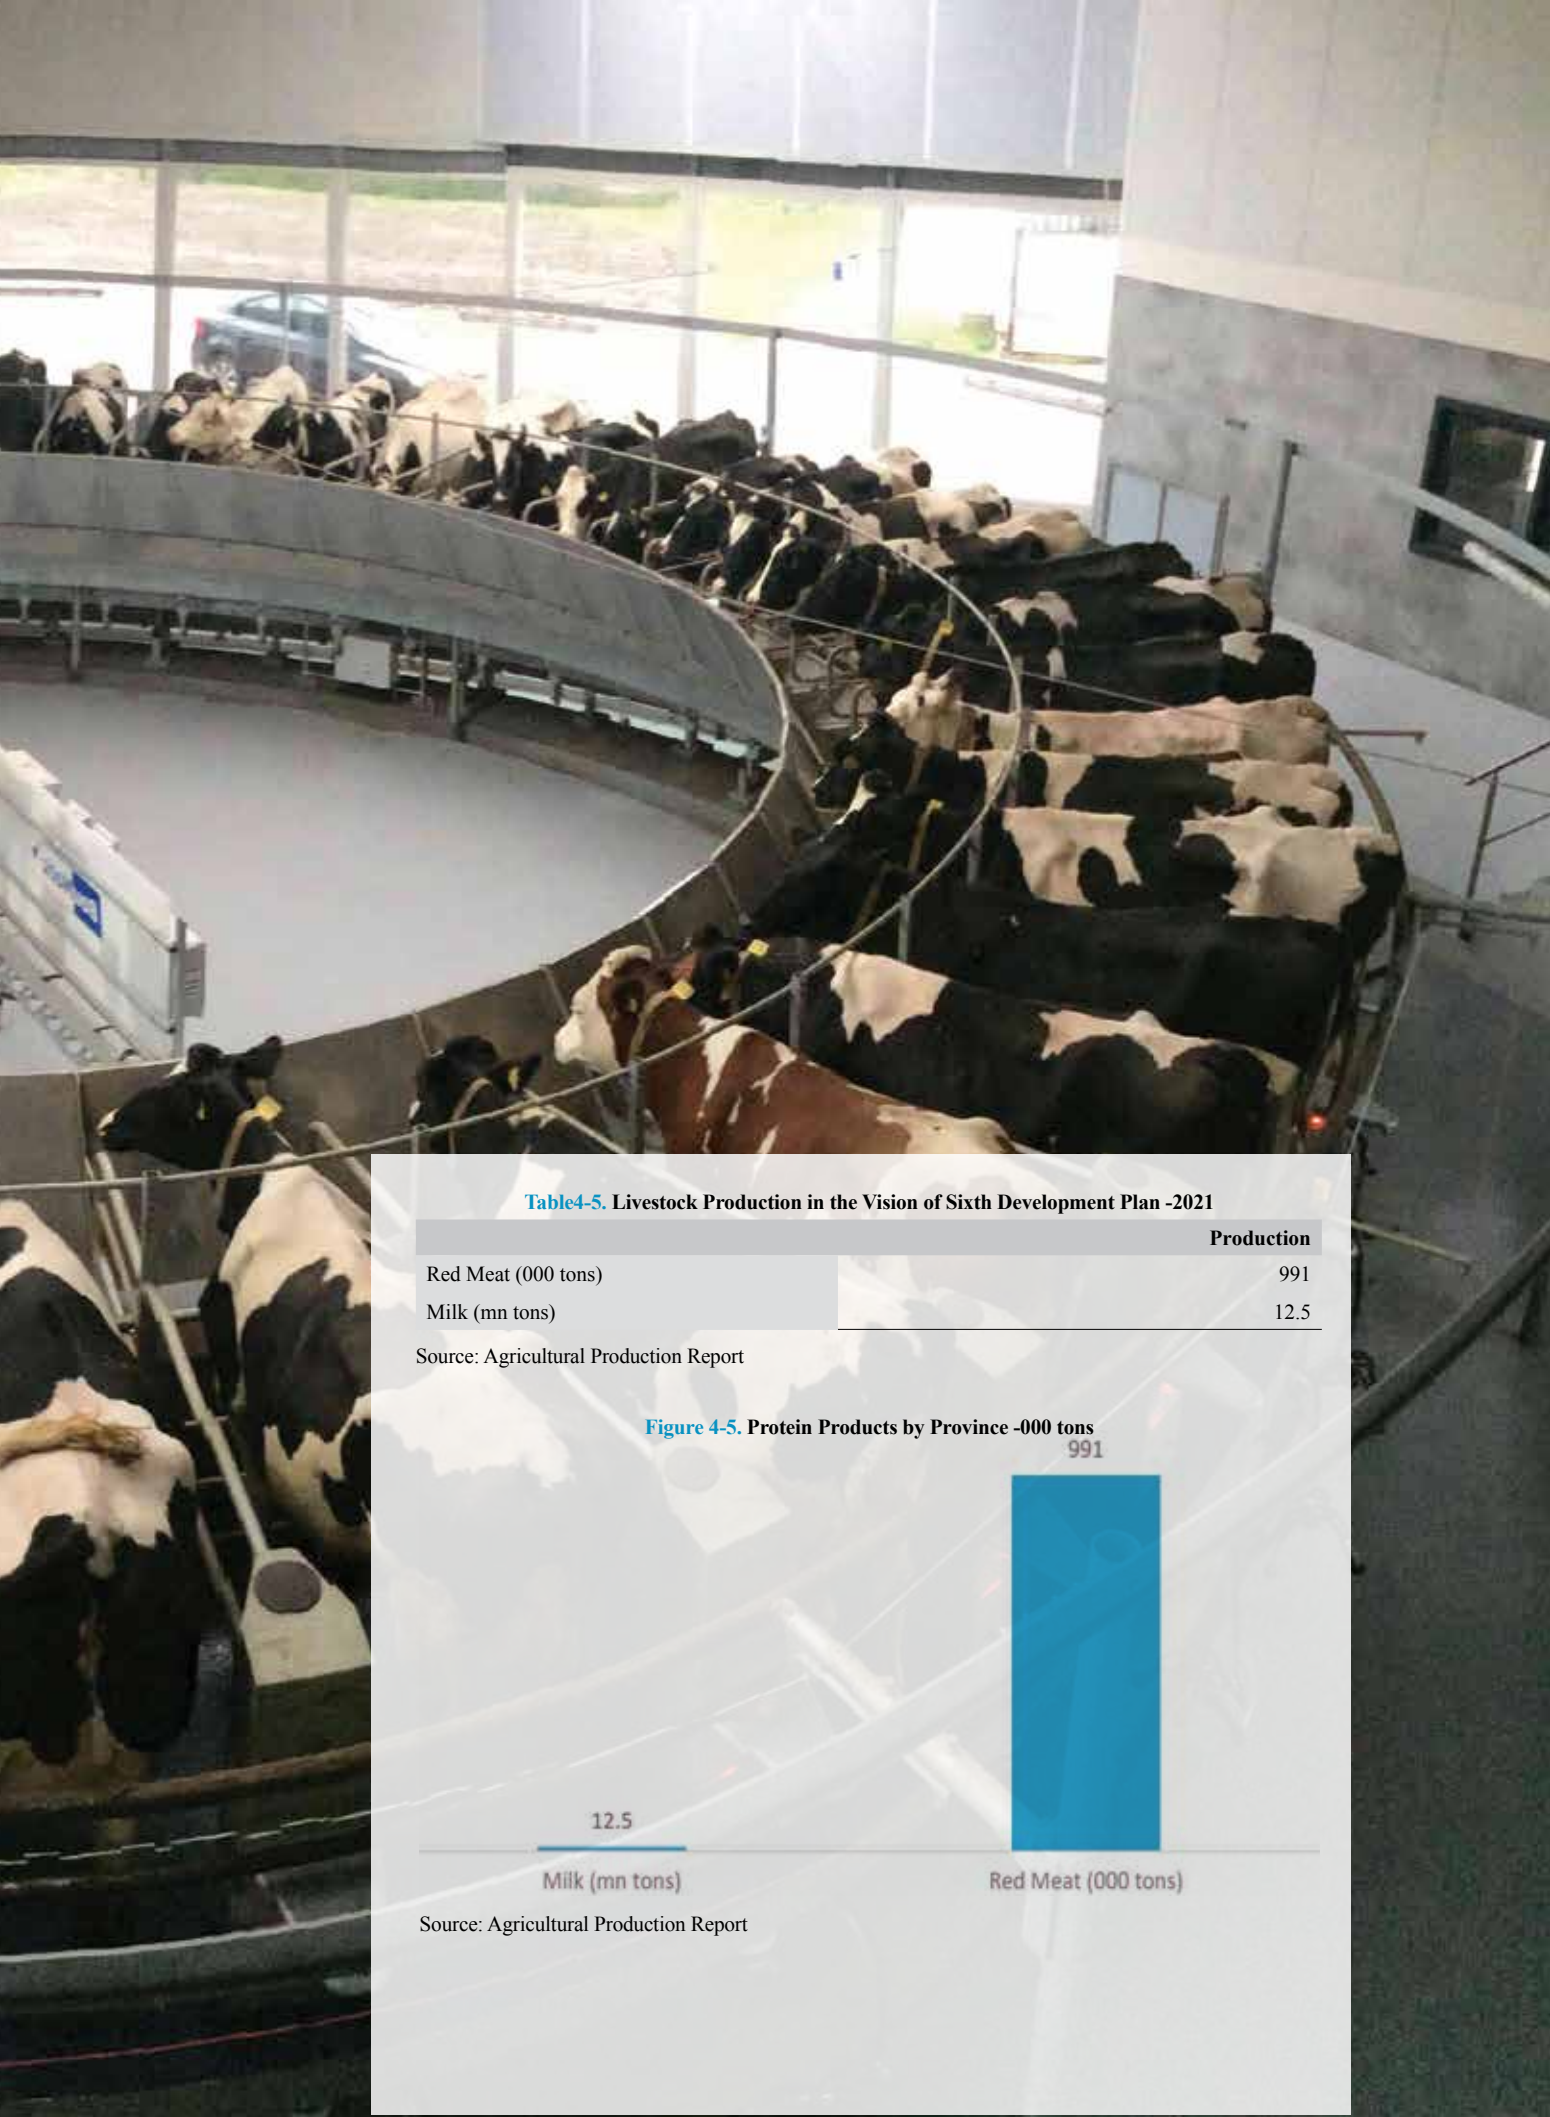 Table4-5. Livestock Production in the Vision of Sixth Development Plan -2021
Production
Red Meat (000 tons) 991
Milk (mn tons) 12.5
Source: Agricultural Production Report
Figure 4-5. Protein Products by Province -000 tons
991
12.5
Milk (mn tons) Red Meat (000 tons)
Source: Agricultural Production Report